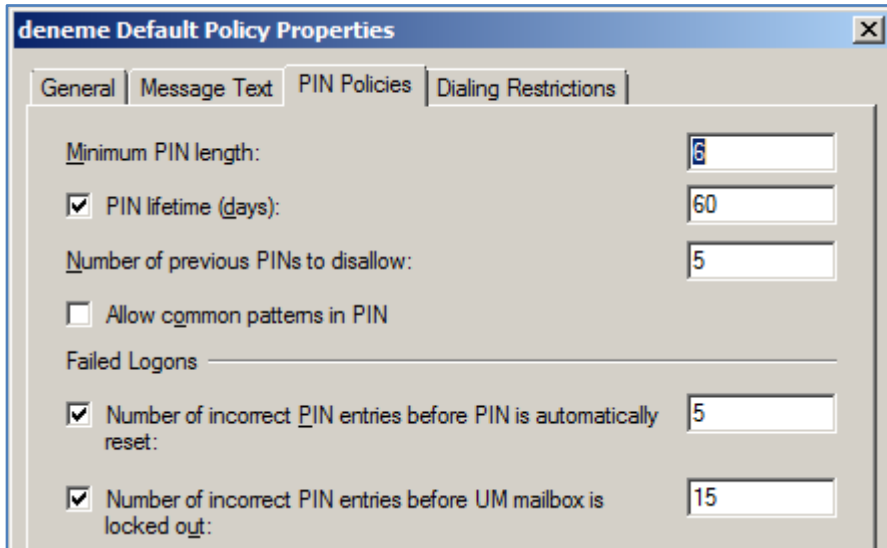 deneme Default Policy Properties
General Message Text PIN Policies Dialing Restrictions
Minimum PIN length: 6
PIN lifetime (days): 60
Number of previous PINs to disallow: 5
Allow common patterns in PIN
Failed Logons
Number of incorrect PIN entries before PIN is automatically 5
reset:
Number of incorrect PIN entries before UM mailbox is 15
locked out: